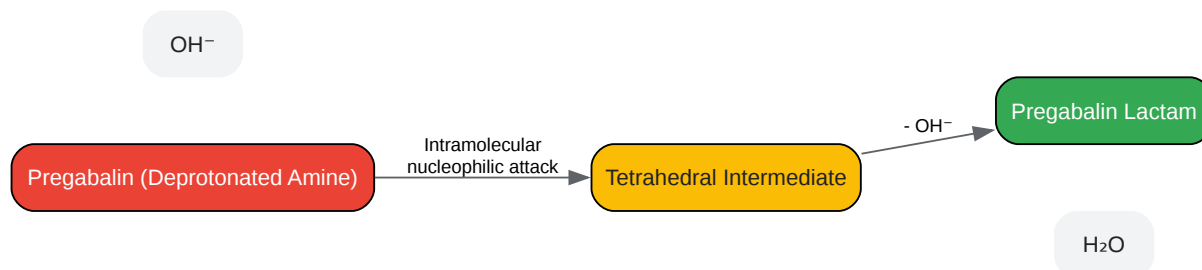 OH⁻
Pregabalin (Deprotonated Amine)
Intramolecular
nucleophilic attack
Tetrahedral Intermediate
- OH⁻
Pregabalin Lactam
H₂O